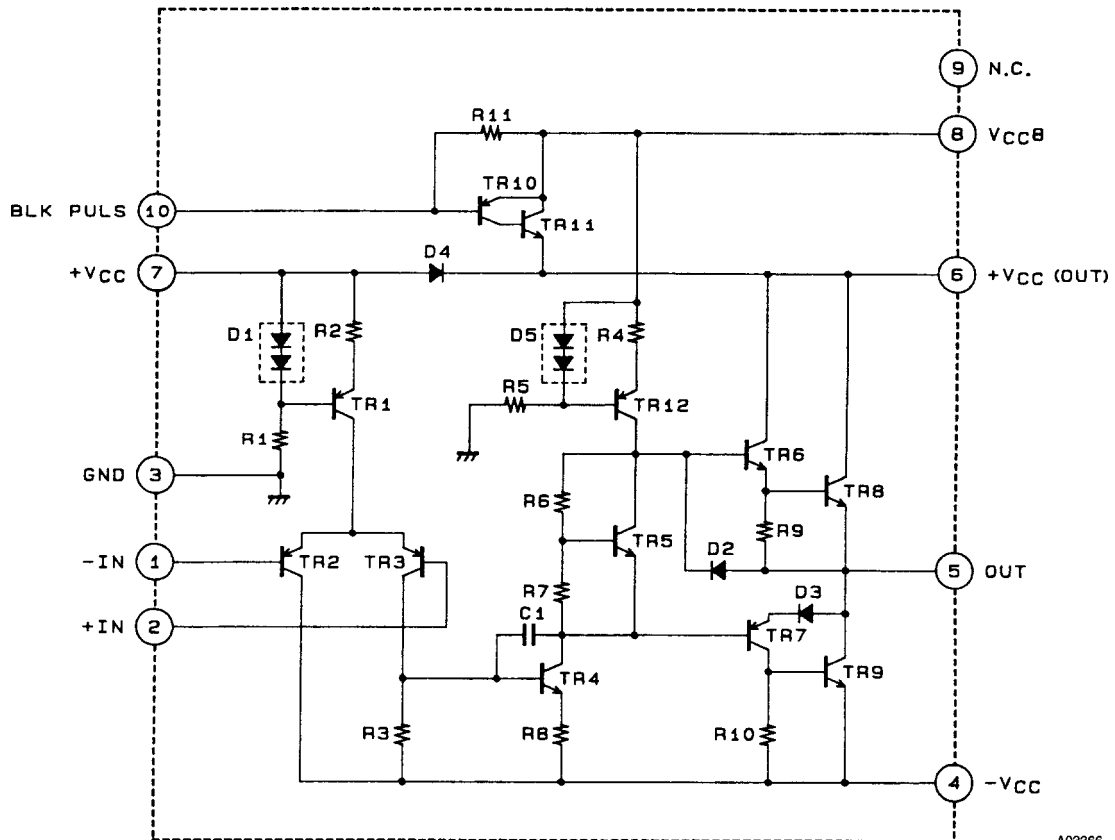 9 N.C.
R11
8 VCC8
TR10
BLK PULS 10
TR11
D4
+VCC 7
6 +VCC (OUT)
D1
R2
D5
R4
R5
TR1
TR12
R1
TR6
GND 3
R6
TR8
R9
TR5
-IN 1
TR2
TR3
D2
5 OUT
R7
D3
C1
+IN 2
TR7
TR4
TR9
R3
R8
R10
4 -VCC